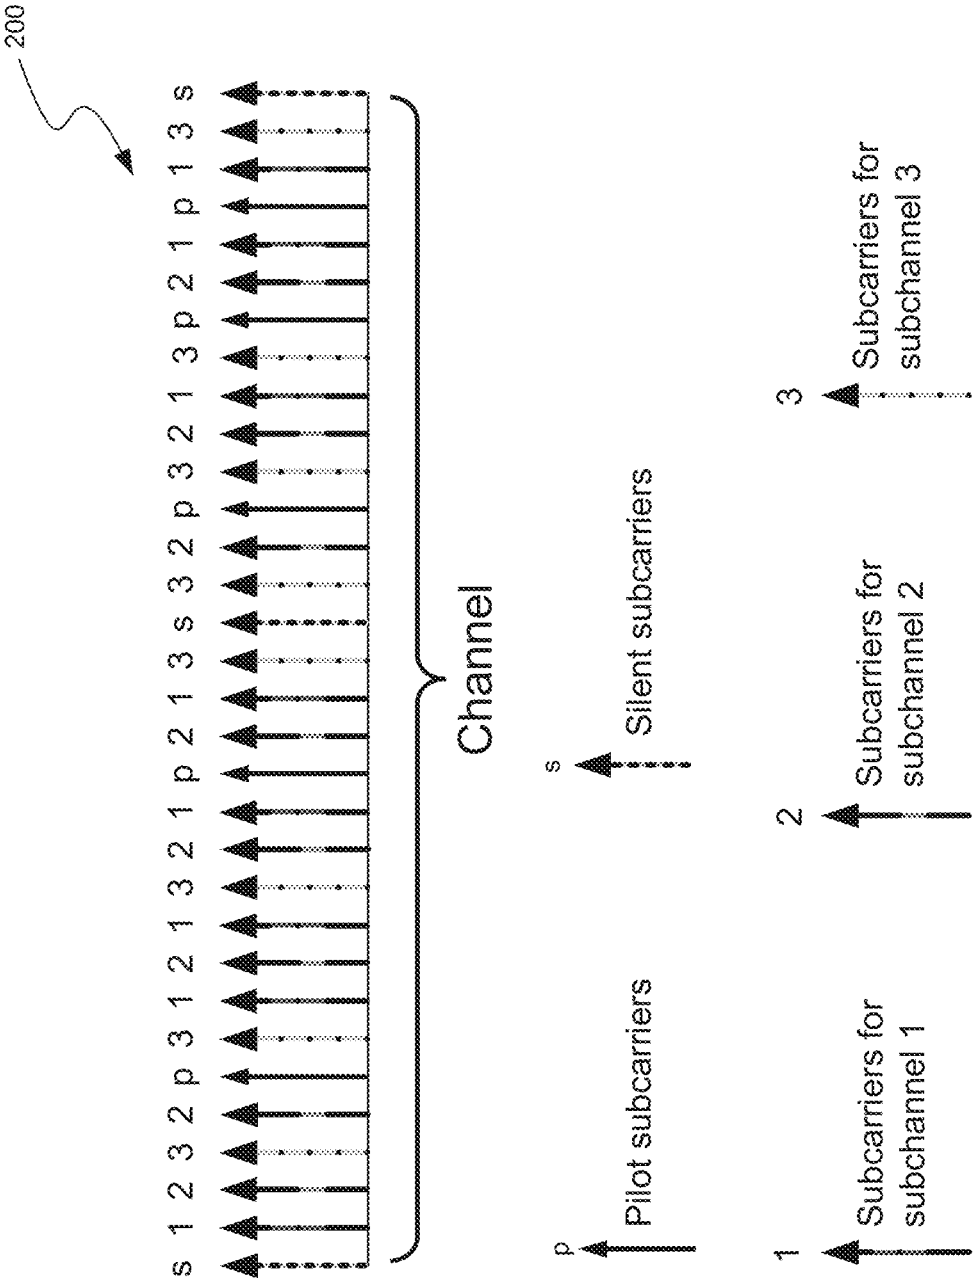 200
s 1 2 3 2 p 3 1 2 1 3 2 1 p 2 1 3 s 3 2 p 3 2 1 3 p 2 1 p 1 3 s
Channel
p
Pilot subcarriers
s
Silent subcarriers
1
Subcarriers for
subchannel 1
2
Subcarriers for
subchannel 2
3
Subcarriers for
subchannel 3